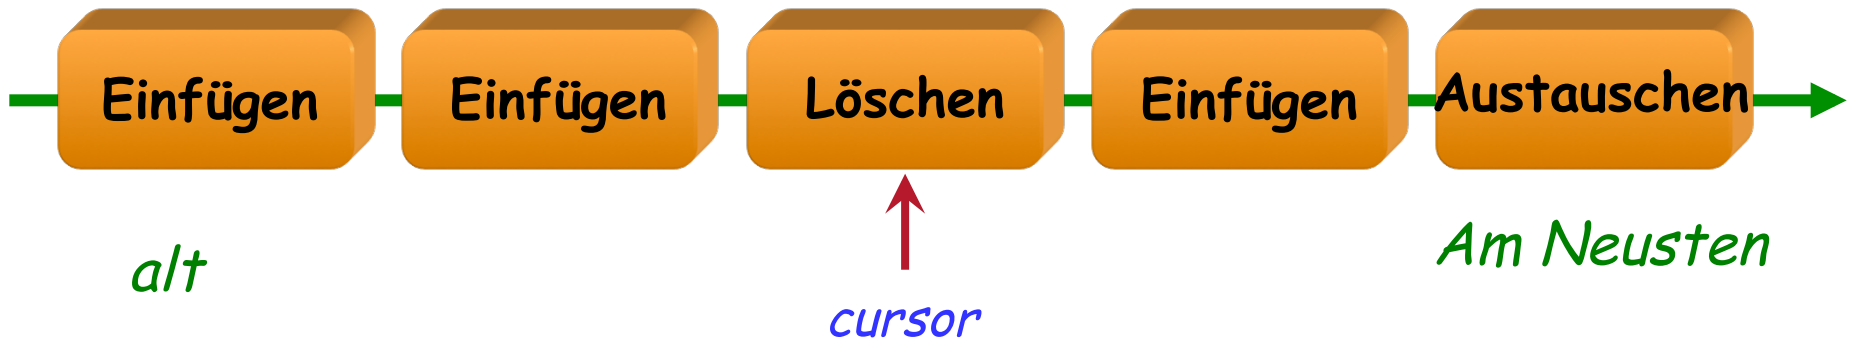 Einfügen
Einfügen
Löschen
Einfügen
Austauschen
alt
Am Neusten
cursor